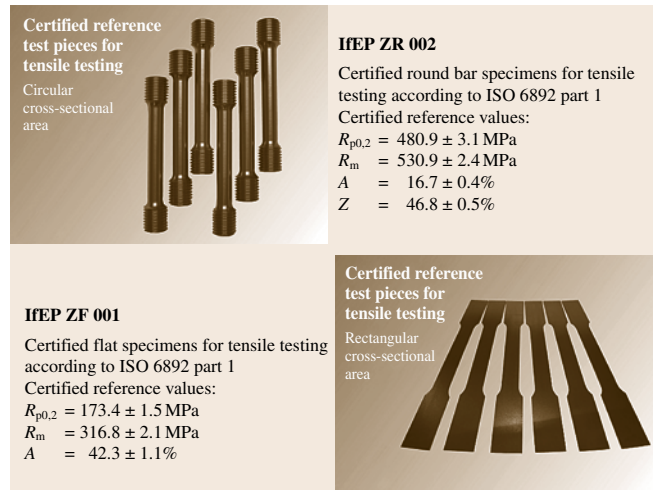 Certified reference
test pieces for
tensile testing
Circular
cross-sectional
area
IfEP ZR 002
Certified round bar specimens for tensile
testing according to ISO 6892 part 1
Certified reference values:
Rp0,2 = 480.9 ± 3.1 MPa
Rm = 530.9 ± 2.4 MPa
A = 16.7 ± 0.4%
Z = 46.8 ± 0.5%
IfEP ZF 001
Certified flat specimens for tensile testing
according to ISO 6892 part 1
Certified reference values:
Rp0,2 = 173.4 ± 1.5 MPa
Rm = 316.8 ± 2.1 MPa
A = 42.3 ± 1.1%
Certified reference
test pieces for
tensile testing
Rectangular
cross-sectional
area